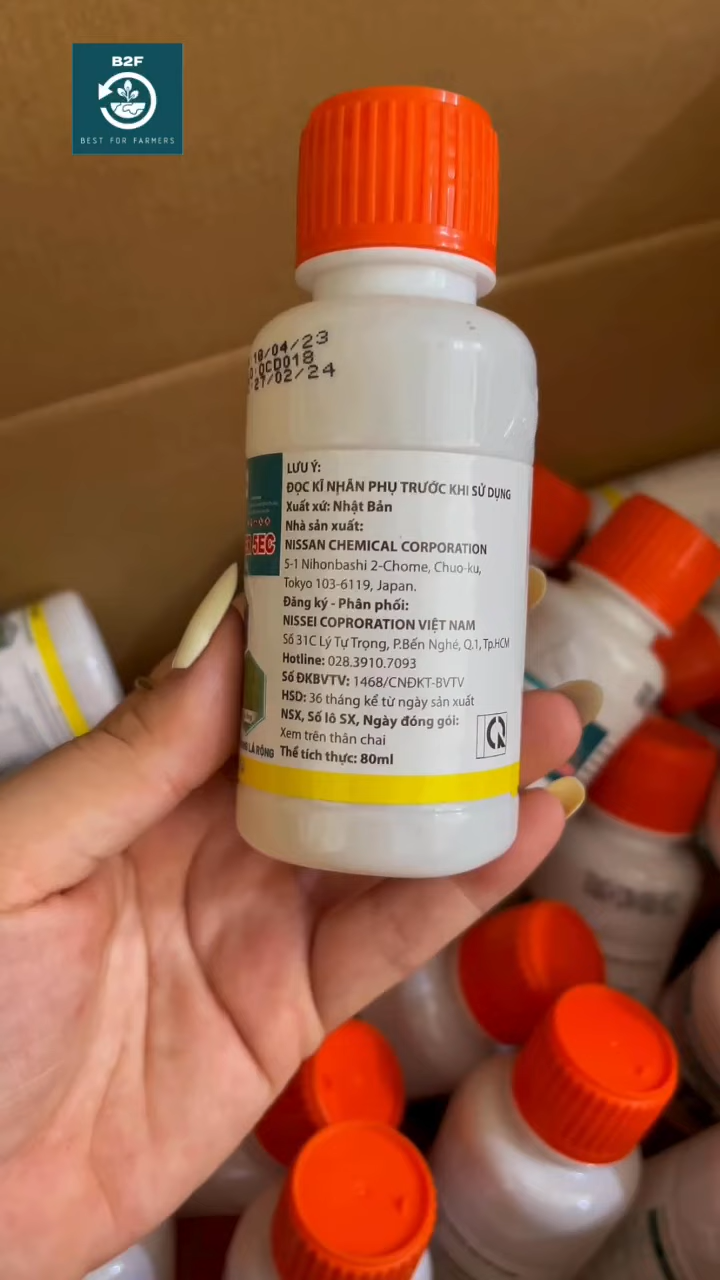 B2F
BEST FOR FARMERS
18/04/23
QCD018
27/02/24
LƯU Ý:
ĐỌC KĨ NHÃN PHỤ TRƯỚC KHI SỬ DỤNG
Xuất xứ: Nhật Bản
Nhà sản xuất:
NISSAN CHEMICAL CORPORATION
5-1 Nihonbashi 2-Chome, Chuo-ku,
Tokyo 103-6119, Japan.
Đăng ký - Phân phối:
NISSEI COPRORATION VIỆT NAM
Số 31C Lý Tự Trọng, P.Bến Nghé, Q.1, Tp.HCM
Hotline: 028.3910.7093
Số ĐKBVTV: 1468/CNĐKT-BVTV
HSD: 36 tháng kể từ ngày sản xuất
NSX, Số lô SX, Ngày đóng gói:
Xem trên thân chai
Thể tích thực: 80ml
5EC
LÁ RỘNG